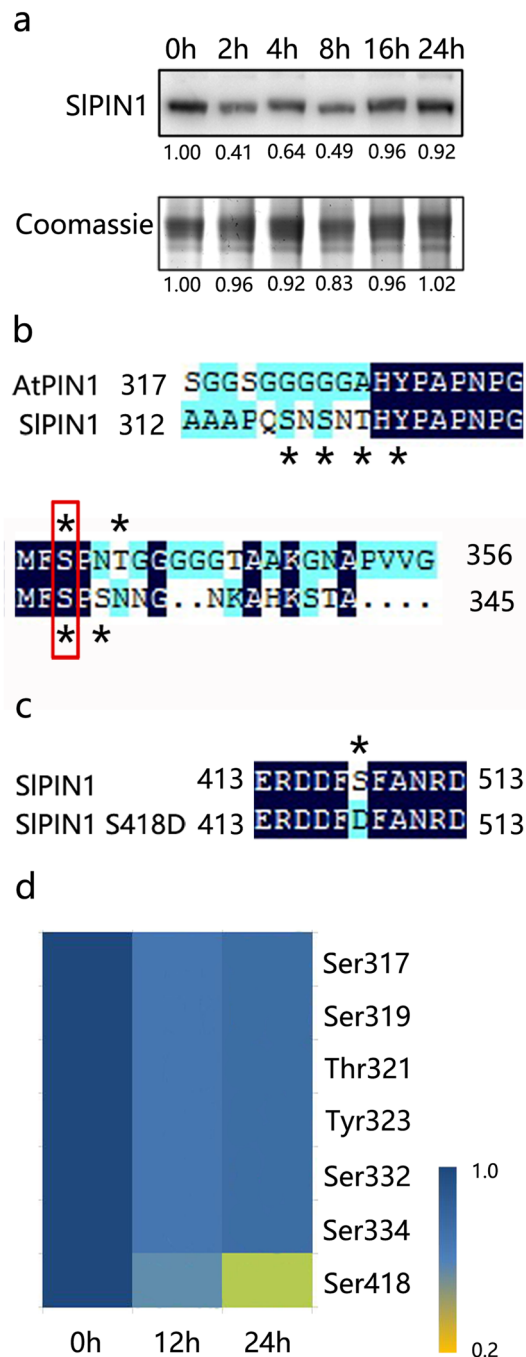 a
0h 2h 4h 8h 16h 24h
SlPIN1
1.00 0.41 0.64 0.49 0.96 0.92
Coomassie
1.00 0.96 0.92 0.83 0.96 1.02
b
AtPIN1 317 SGGSGGGGGAHYPAPNPG
SlPIN1 312 AAAPQSNSNTHYPAPNPG
* * * *
* *
MFSPNTGGGGGTAAKGNAPVVG 356
MFSPSNNG..NKAHKSTA.... 345
* *
c
*
SlPIN1 413 ERDDFSFANRD 513
SlPIN1 S418D 413 ERDDFDFANRD 513
d
Ser317
Ser319
Thr321
Tyr323
Ser332
Ser334
Ser418
1.0
0.2
0h 12h 24h